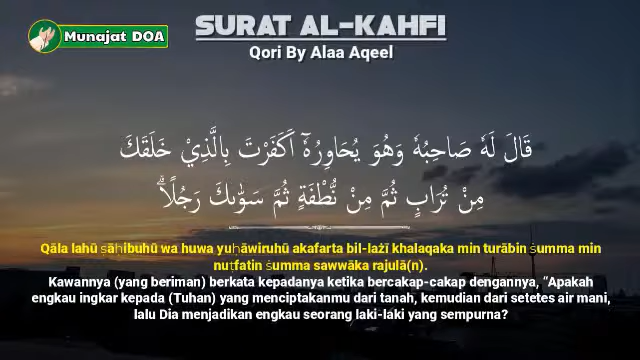 Munajat DOA
SURAT AL-KAHFI
Qori By Alaa Aqeel
قَالَ لَهٗ صَاحِبُهٗ وَهُوَ يُحَاوِرُهٗٓ اَكَفَرْتَ بِالَّذِيْ خَلَقَكَ
مِنْ تُرَابٍ ثُمَّ مِنْ نُّطْفَةٍ ثُمَّ سَوّٰىكَ رَجُلًاۗ
Qāla lahū ṣāḥibuhū wa huwa yuḥāwiruhū akafarta bil-lażī khalaqaka min turābin ṡumma min
nuṭfatin ṡumma sawwāka rajulā(n).
Kawannya (yang beriman) berkata kepadanya ketika bercakap-cakap dengannya, “Apakah
engkau ingkar kepada (Tuhan) yang menciptakanmu dari tanah, kemudian dari setetes air mani,
lalu Dia menjadikan engkau seorang laki-laki yang sempurna?